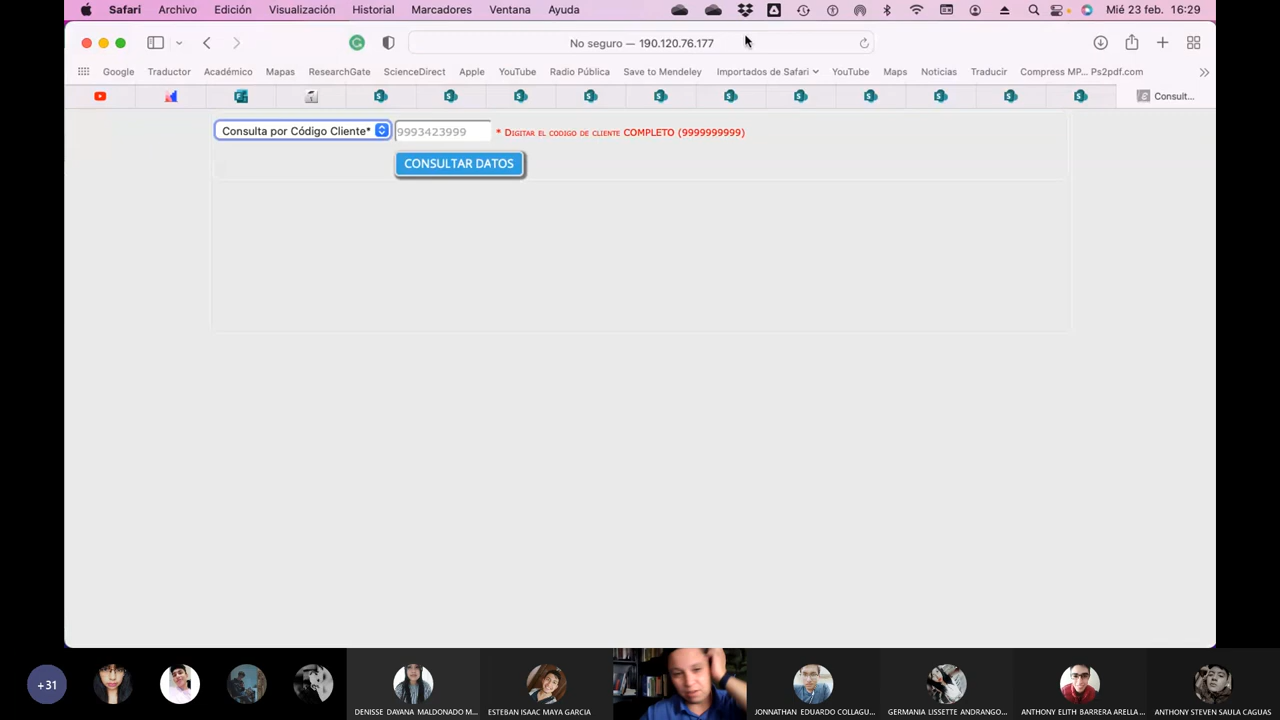 Safari Archivo Edición Visualización Historial Marcadores Ventana Ayuda Mié 23 feb. 16:29
No seguro — 190.120.76.177
Google Traductor Académico Mapas ResearchGate ScienceDirect Apple YouTube Radio Pública Save to Mendeley Importados de Safari YouTube Maps Noticias Traducir Compress MP... Ps2pdf.com
Consult...
Consulta por Código Cliente* 9993423999 * Digitar el codigo de cliente COMPLETO (9999999999)
CONSULTAR DATOS
+31
DENISSE DAYANA MALDONADO M... ESTEBAN ISAAC MAYA GARCIA JONNATHAN EDUARDO COLLAGU... GERMANIA LISSETTE ANDRANGO... ANTHONY ELITH BARRERA ARELLA... ANTHONY STEVEN SAULA CAGUAS